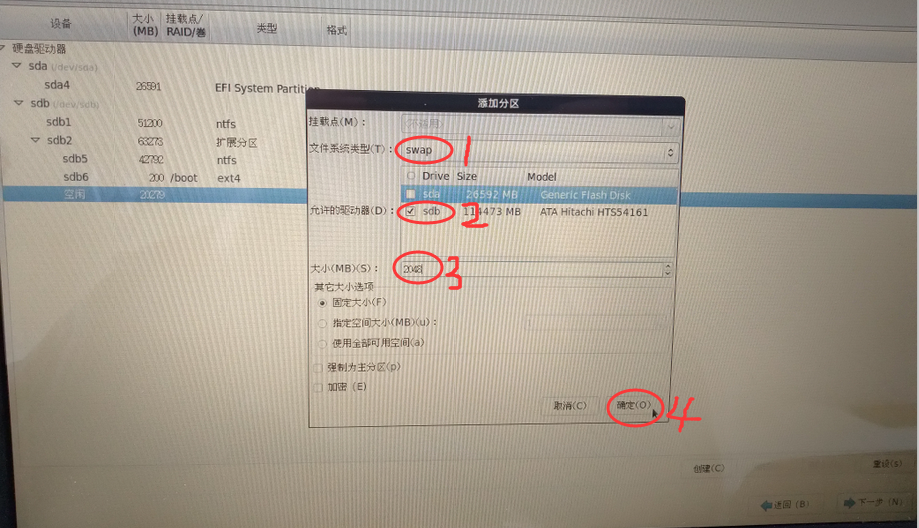 设备 大小(MB) 挂载点/RAID/卷 类型 格式
硬盘驱动器
sda (/dev/sda)
sda4 26591 EFI System Partition
sdb (/dev/sdb)
sdb1 51200 ntfs
sdb2 63273 扩展分区
sdb5 42792 ntfs
sdb6 200 /boot ext4
空闲 20279
添加分区
挂载点(M)：
文件系统类型(T)： swap 1
Drive Size Model
sda 26592 MB Generic Flash Disk
允许的驱动器(D)： sdb 114473 MB ATA Hitachi HTS54161 2
大小(MB)(S)： 2048 3
其它大小选项
固定大小(F)
指定空间大小(MB)(u)：
使用全部可用空间(a)
强制为主分区(p)
加密 (E)
取消(C) 确定(O) 4
创建(C) 重设(s)
返回 (B) 下一步 (N)